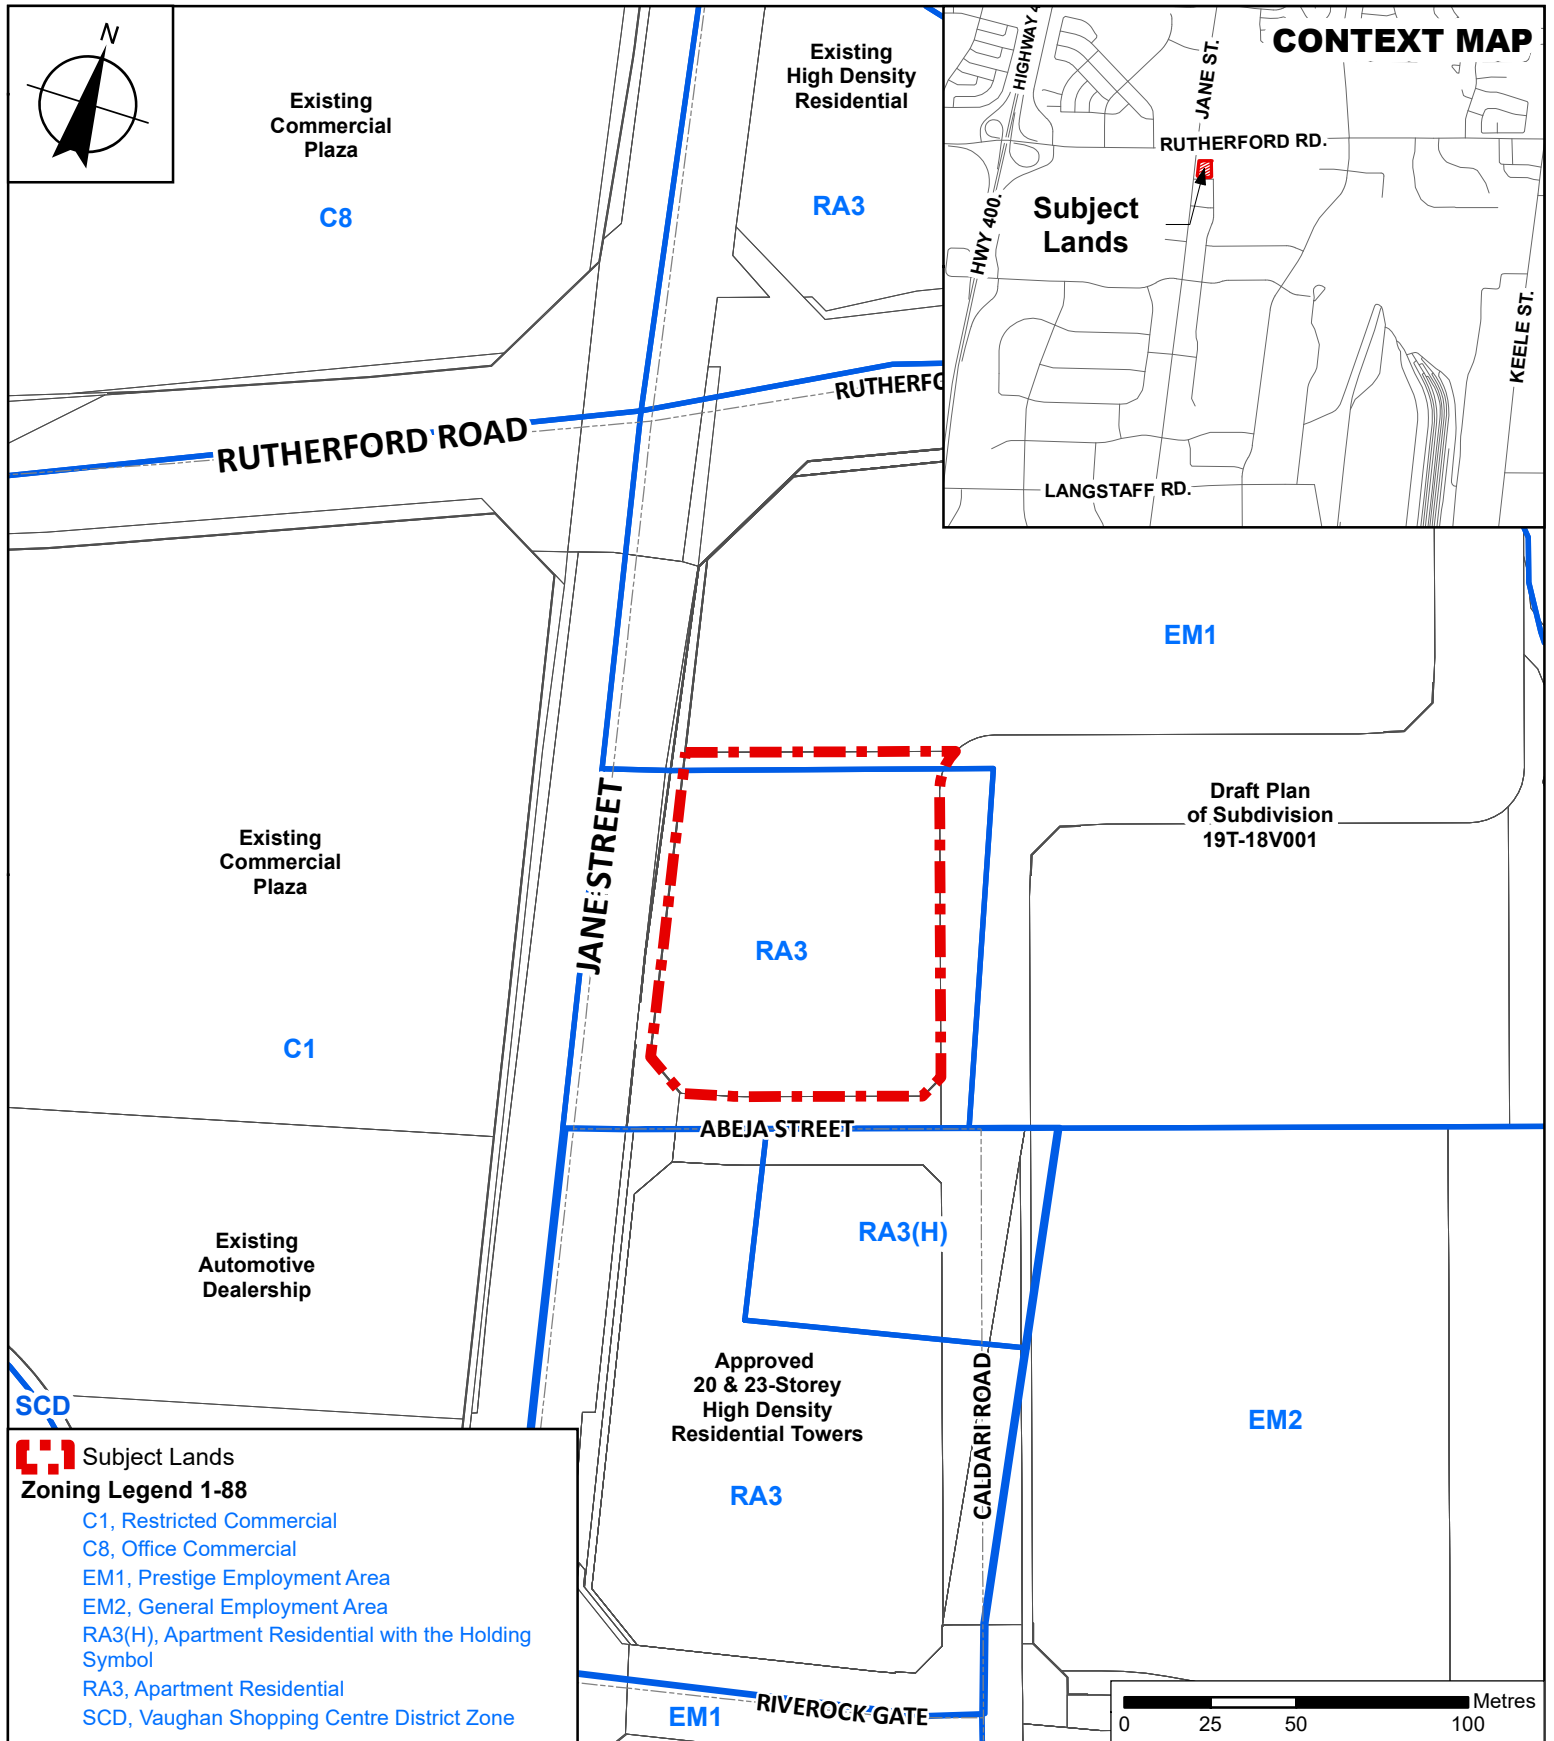 N
Existing
Commercial
Plaza
C8
Existing
High Density
Residential
RA3
CONTEXT MAP
HIGHWAY 4
JANE ST.
RUTHERFORD RD.
HWY 400.
Subject
Lands
KEELE ST.
LANGSTAFF RD.
RUTHERFORD ROAD
RUTHERFO
EM1
JANE STREET
Existing
Commercial
Plaza
C1
RA3
Draft Plan
of Subdivision
19T-18V001
ABEJA STREET
RA3(H)
Existing
Automotive
Dealership
SCD
Approved
20 & 23-Storey
High Density
Residential Towers
RA3
CALDARI ROAD
EM2
EM1
RIVEROCK GATE
Subject Lands
Zoning Legend 1-88
C1, Restricted Commercial
C8, Office Commercial
EM1, Prestige Employment Area
EM2, General Employment Area
RA3(H), Apartment Residential with the Holding
Symbol
RA3, Apartment Residential
SCD, Vaughan Shopping Centre District Zone
Metres
0 25 50 100